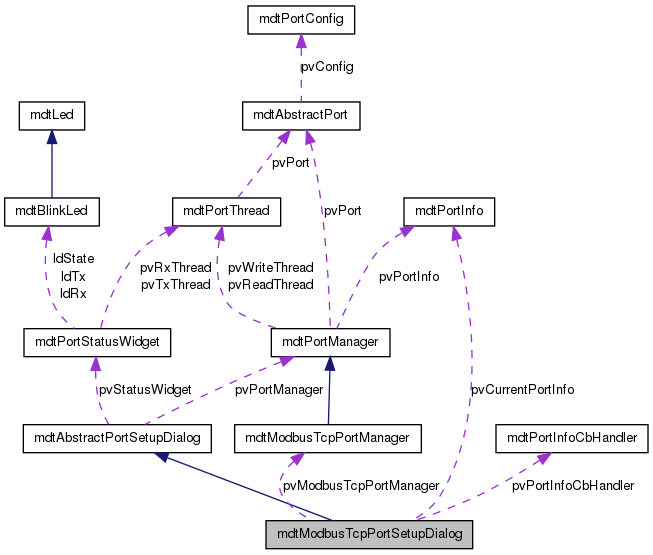 mdtPortConfig
pvConfig
mdtLed
mdtAbstractPort
pvPort
mdtBlinkLed
mdtPortThread
pvPort
mdtPortInfo
ldState
ldTx
ldRx
pvRxThread
pvTxThread
pvWriteThread
pvReadThread
pvPortInfo
mdtPortStatusWidget
mdtPortManager
pvStatusWidget
pvPortManager
pvCurrentPortInfo
mdtAbstractPortSetupDialog
mdtModbusTcpPortManager
mdtPortInfoCbHandler
pvModbusTcpPortManager
pvPortInfoCbHandler
mdtModbusTcpPortSetupDialog